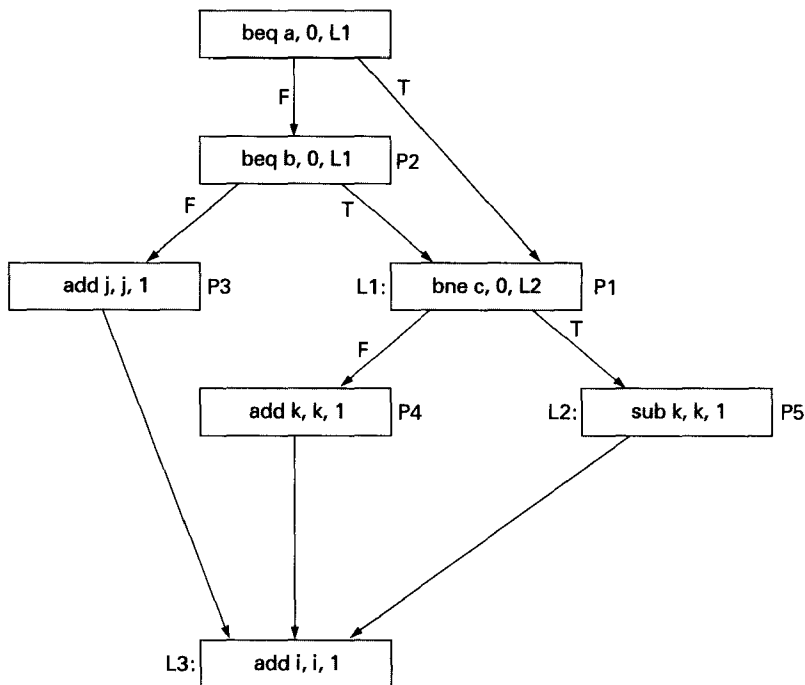 beq a, 0, L1
F
T
beq b, 0, L1 P2
F
T
add j, j, 1 P3
L1: bne c, 0, L2 P1
F
T
add k, k, 1 P4
L2: sub k, k, 1 P5
L3: add i, i, 1